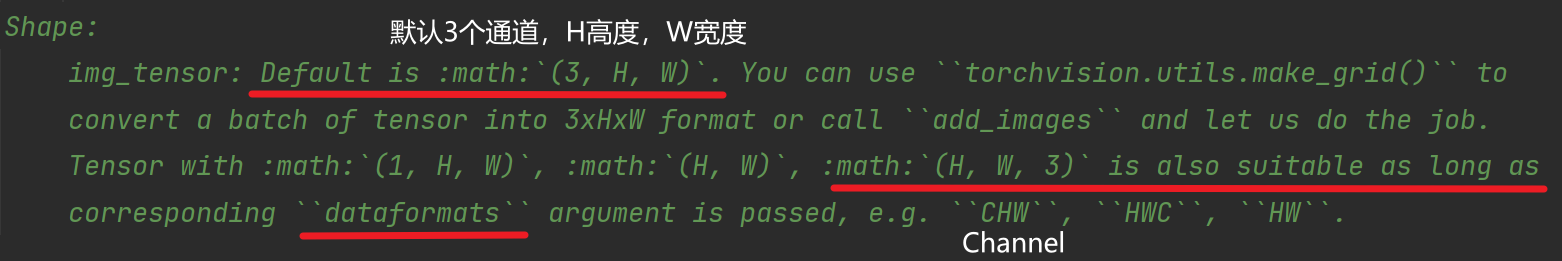 Shape:
默认3个通道，H高度，W宽度
img_tensor: Default is :math:`(3, H, W)`. You can use ``torchvision.utils.make_grid()`` to
convert a batch of tensor into 3xHxW format or call ``add_images`` and let us do the job.
Tensor with :math:`(1, H, W)`, :math:`(H, W)`, :math:`(H, W, 3)` is also suitable as long as
corresponding ``dataformats`` argument is passed, e.g. ``CHW``, ``HWC``, ``HW``.
Channel